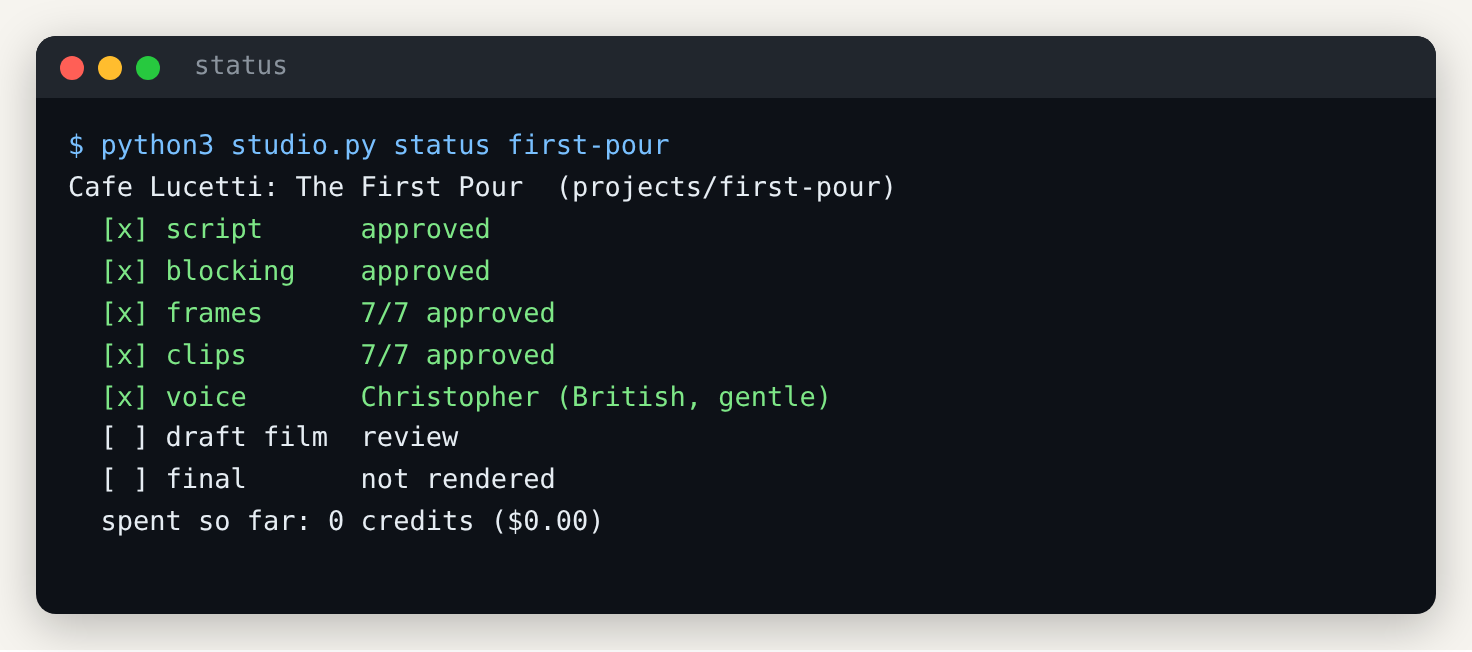 status
$ python3 studio.py status first-pour
Cafe Lucetti: The First Pour  (projects/first-pour)
  [x] script      approved
  [x] blocking    approved
  [x] frames      7/7 approved
  [x] clips       7/7 approved
  [x] voice       Christopher (British, gentle)
  [ ] draft film  review
  [ ] final       not rendered
  spent so far: 0 credits ($0.00)